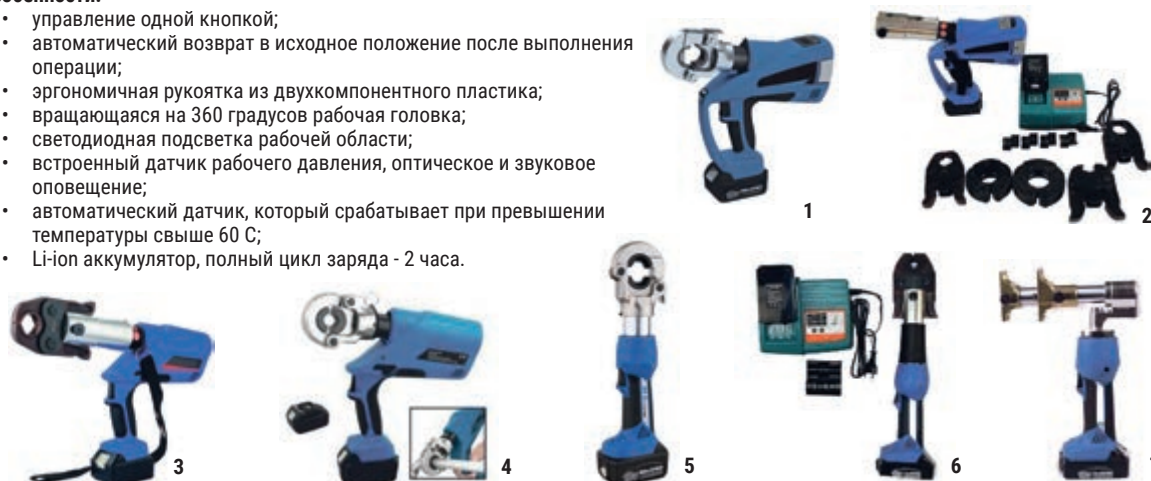 • управление одной кнопкой;
• автоматический возврат в исходное положение после выполнения
операции;
• эргономичная рукоятка из двухкомпонентного пластика;
• вращающаяся на 360 градусов рабочая головка;
• светодиодная подсветка рабочей области;
• встроенный датчик рабочего давления, оптическое и звуковое
оповещение;
• автоматический датчик, который срабатывает при превышении
температуры свыше 60 С;
• Li-ion аккумулятор, полный цикл заряда - 2 часа.
1
2
3
4
5
6